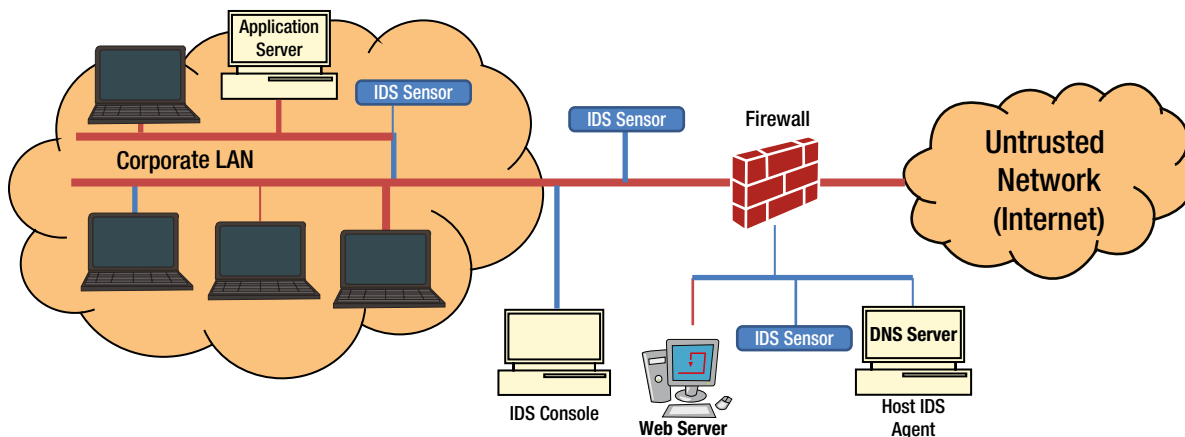 Application
Server
IDS Sensor
Corporate LAN
IDS Sensor
Firewall
Untrusted
Network
(Internet)
IDS Console
Web Server
IDS Sensor
DNS Server
Host IDS
Agent